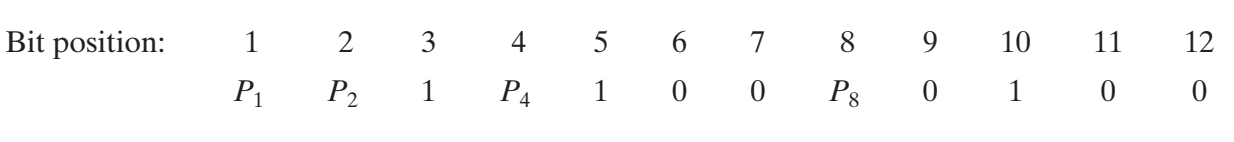 Bit position: 1 2 3 4 5 6 7 8 9 10 11 12
P₁ P₂ 1 P₄ 1 0 0 P₈ 0 1 0 0